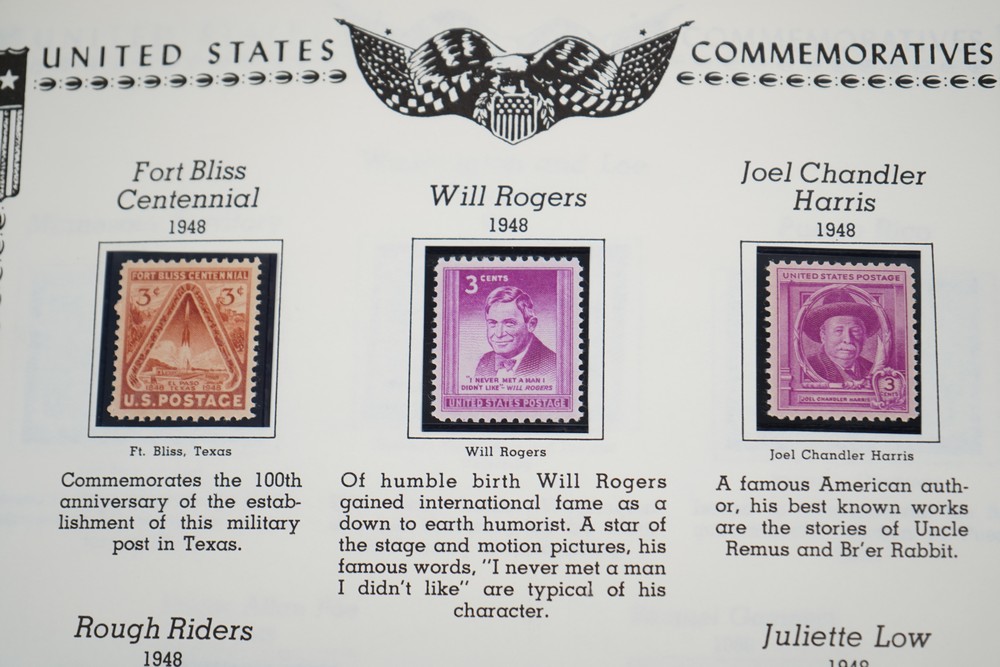 UNITED STATES
COMMEMORATIVES
Fort Bliss
Centennial
1948
FORT BLISS CENTENNIAL
3¢ 3¢
EL PASO
1848 TEXAS 1948
U.S. POSTAGE
Ft. Bliss, Texas
Commemorates the 100th
anniversary of the estab-
lishment of this military
post in Texas.
Will Rogers
1948
3 CENTS
"I NEVER MET A MAN I
DIDN'T LIKE" - WILL ROGERS
UNITED STATES POSTAGE
Will Rogers
Of humble birth Will Rogers
gained international fame as a
down to earth humorist. A star of
the stage and motion pictures, his
famous words, "I never met a man
I didn't like" are typical of his
character.
Joel Chandler
Harris
1948
UNITED STATES POSTAGE
JOEL CHANDLER HARRIS
3
CENTS
Joel Chandler Harris
A famous American auth-
or, his best known works
are the stories of Uncle
Remus and Br'er Rabbit.
Rough Riders
1948
Juliette Low
1948